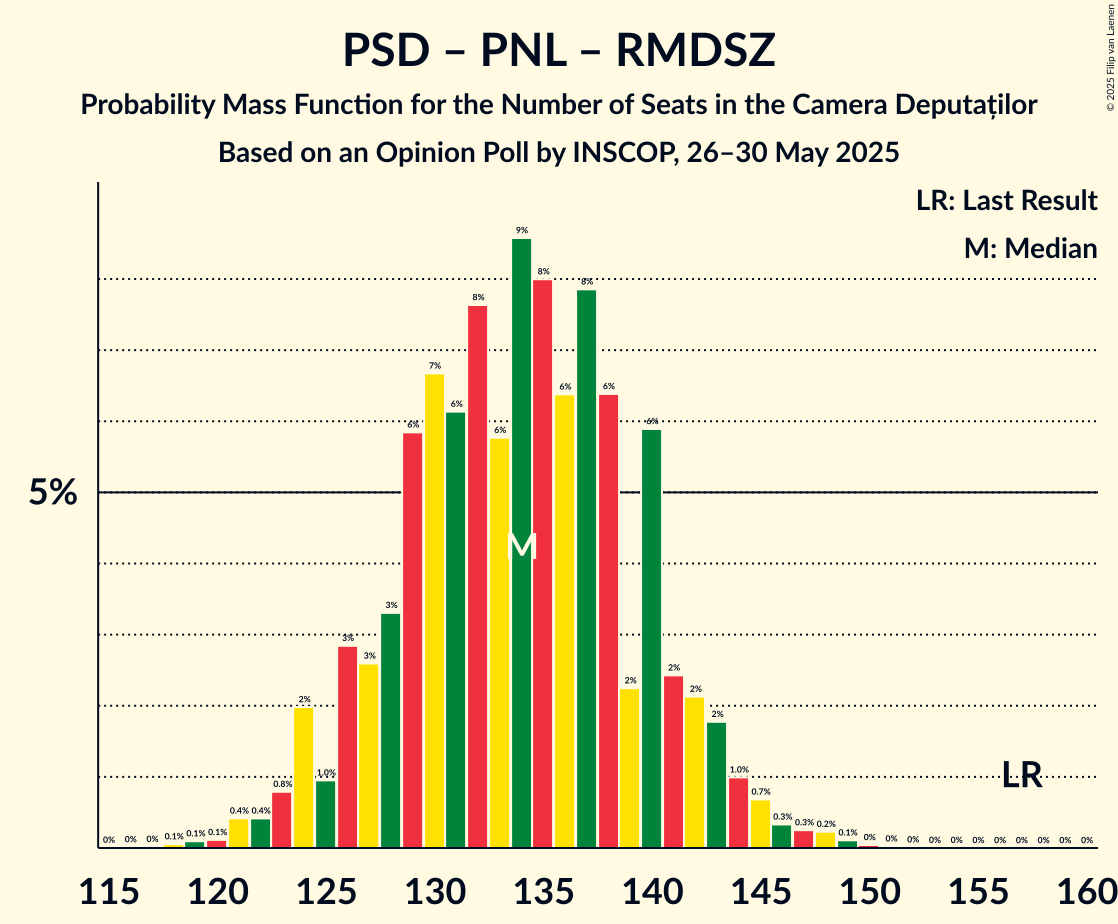 PSD – PNL – RMDSZ
Probability Mass Function for the Number of Seats in the Camera Deputaților
Based on an Opinion Poll by INSCOP, 26–30 May 2025
© 2025 Filip van Laenen
LR: Last Result
M: Median
5%
0% 0% 0% 0.1% 0.1% 0.1% 0.4% 0.4% 0.8% 2% 1.0% 3% 3% 3% 6% 7% 6% 8% 6% 9% 8% 6% 8% 6% 2% 6% 2% 2% 2% 1.0% 0.7% 0.3% 0.3% 0.2% 0.1% 0% 0% 0% 0% 0% 0% 0% 0% 0% 0% 0%
M
LR
115 120 125 130 135 140 145 150 155 160